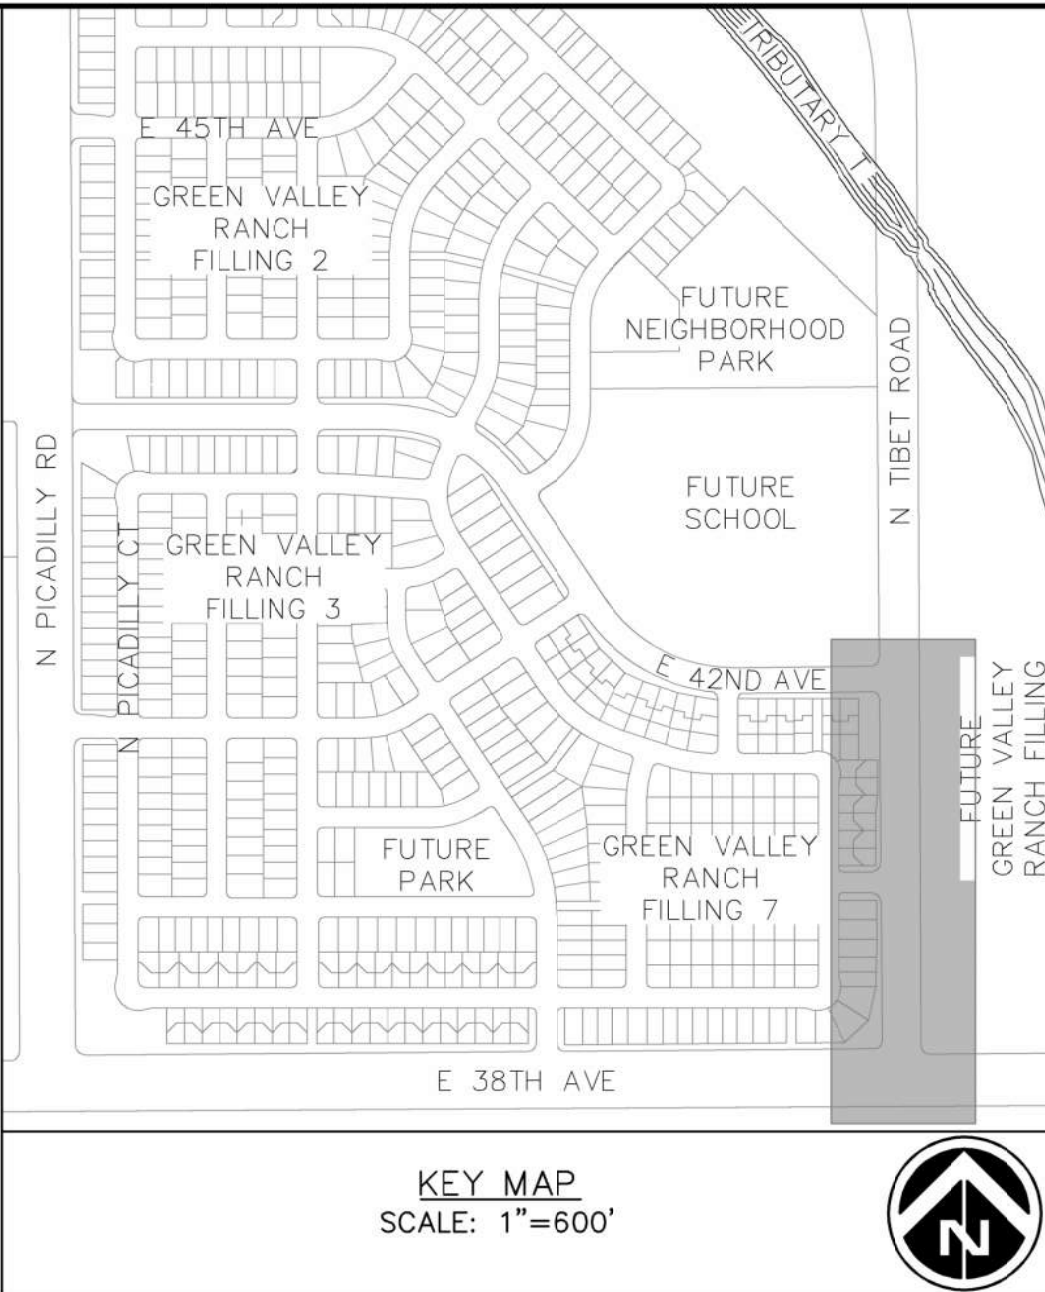 TRIBUTARY T
E 45TH AVE
GREEN VALLEY
RANCH
FILLING 2
FUTURE
NEIGHBORHOOD
PARK
N TIBET ROAD
N PICADILLY RD
N PICADILLY CT
FUTURE
SCHOOL
GREEN VALLEY
RANCH
FILLING 3
E 42ND AVE
FUTURE
GREEN VALLEY
RANCH FILLING
FUTURE
PARK
GREEN VALLEY
RANCH
FILLING 7
E 38TH AVE
KEY MAP
SCALE: 1"=600'
N